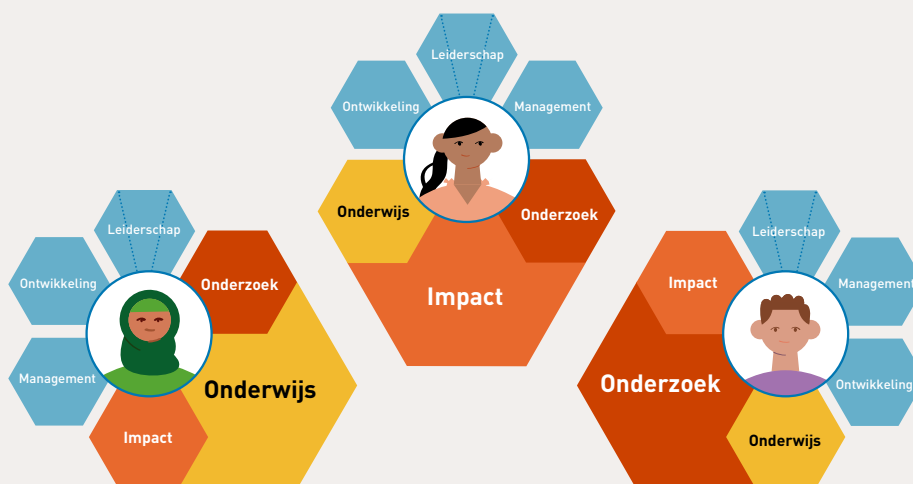 Leiderschap
Ontwikkeling
Management
Onderwijs
Onderzoek
Impact
Leiderschap
Ontwikkeling
Onderzoek
Management
Onderwijs
Impact
Leiderschap
Impact
Management
Onderzoek
Ontwikkeling
Onderwijs